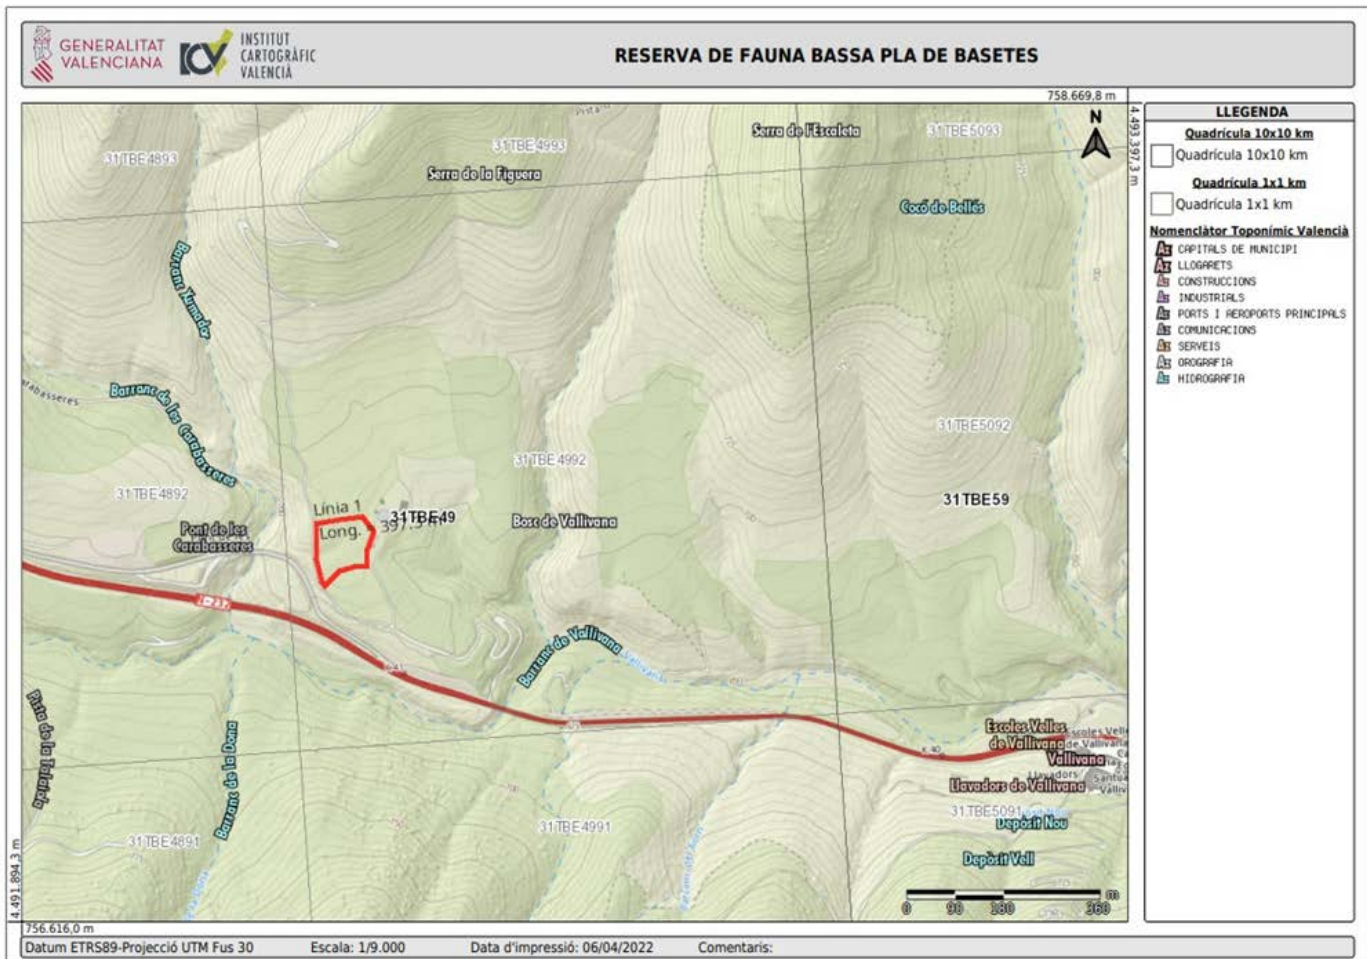 GENERALITAT
VALENCIANA
INSTITUT
CARTOGRÀFIC
VALENCIÀ
RESERVA DE FAUNA BASSA PLA DE BASETES
758.669,8 m
4.493.397,3 m
N
LLEGENDA
Quadrícula 10x10 km
Quadrícula 10x10 km
Quadrícula 1x1 km
Quadrícula 1x1 km
Nomenclàtor Toponímic Valencià
CAPITALS DE MUNICIPI
LLOGARETS
CONSTRUCCIONS
INDUSTRIALS
PORTS I AEROPORTS PRINCIPALS
COMUNICACIONS
SERVEIS
OROGRAFIA
HIDROGRAFIA
31TBE4893
31TBE4993
Serra de l'Escaleta
31TBE5093
Serra de la Figuera
Cocó de Bellés
Barranc Xumador
Barranc de les Carabasseres
31TBE5092
31TBE4992
31TBE4892
31TBE59
Línia 1
Long.
31TBE49
Bosc de Vallivana
Pont de les
Carabasseres
Barranc de Vallivana
Pista de la Talaiola
Barranc de la Dona
Escoles Velles
de Vallivana
Vallivana
Llavadors de Vallivana
31TBE5091
Depòsit Nou
Depòsit Vell
31TBE4891
31TBE4991
0 90 180 360 m
4.491.894,3 m
756.616,0 m
Datum ETRS89-Projecció UTM Fus 30 Escala: 1/9.000 Data d'impressió: 06/04/2022 Comentaris: